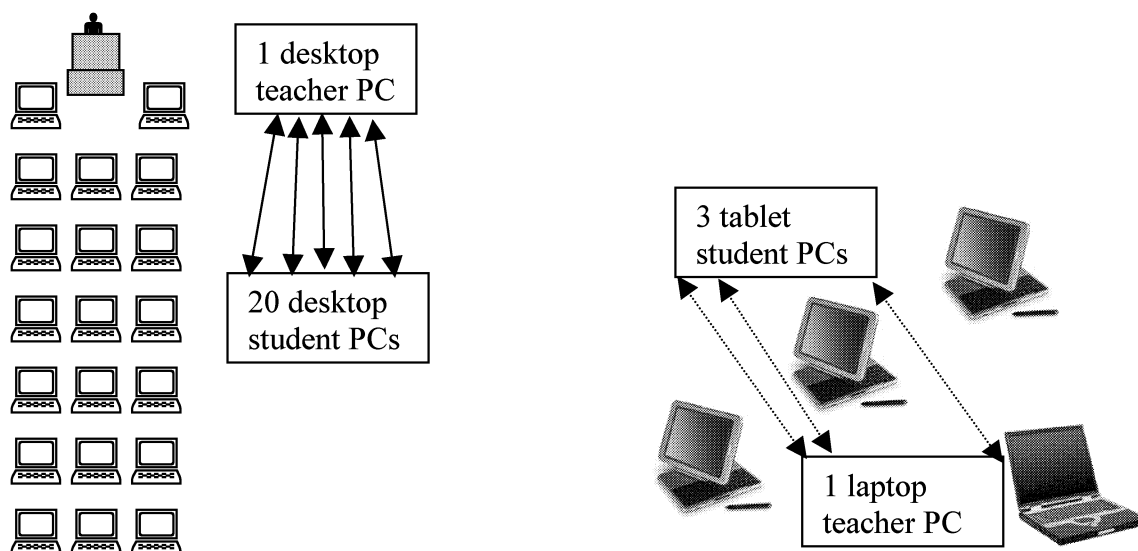 1 desktop
teacher PC
20 desktop
student PCs
3 tablet
student PCs
1 laptop
teacher PC